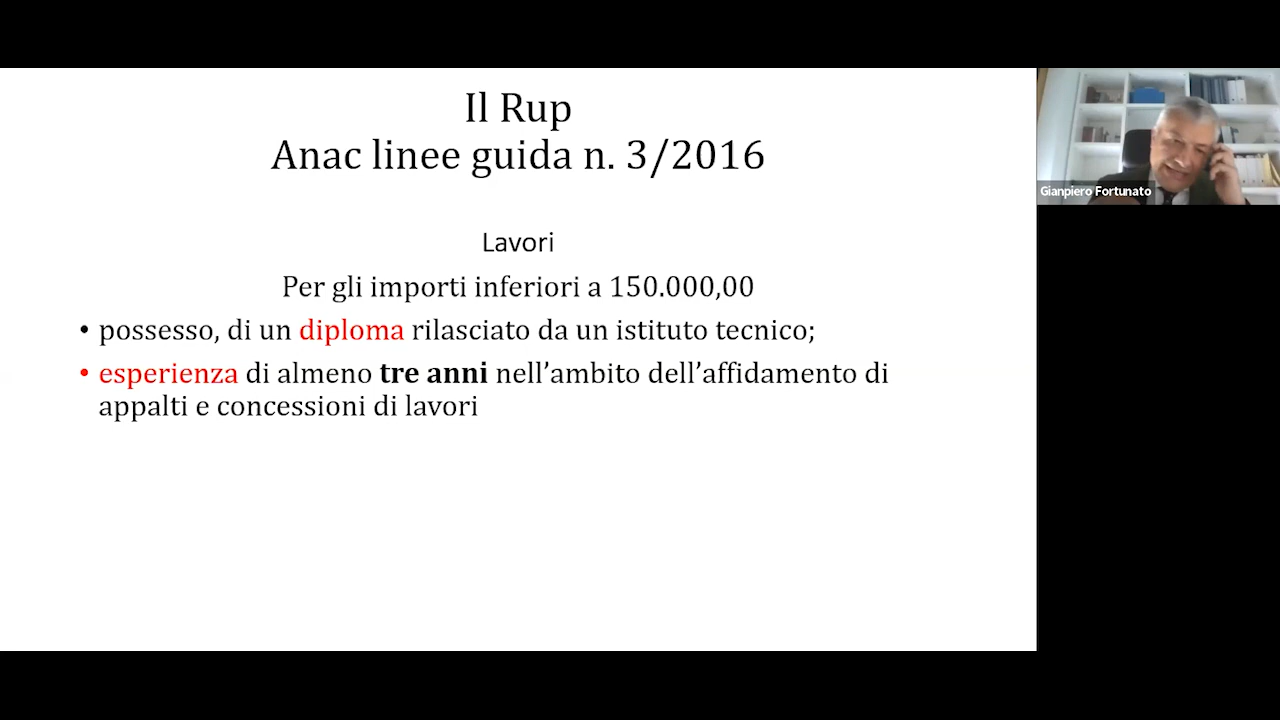 Il Rup
Anac linee guida n. 3/2016
Lavori
Per gli importi inferiori a 150.000,00
• possesso, di un diploma rilasciato da un istituto tecnico;
• esperienza di almeno tre anni nell’ambito dell’affidamento di
appalti e concessioni di lavori
Gianpiero Fortunato